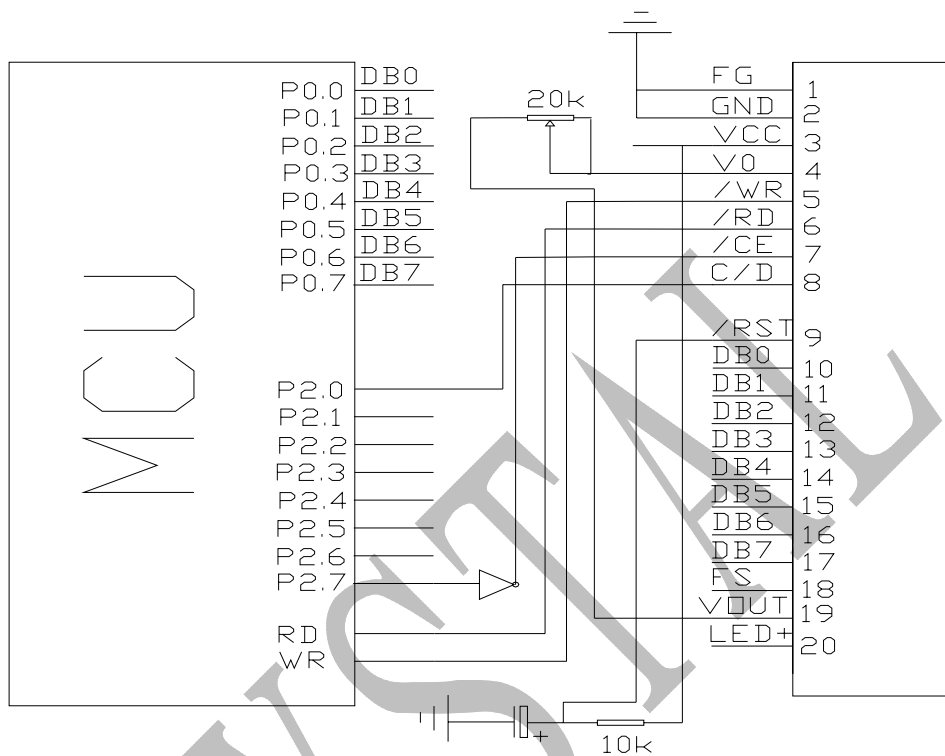 MCU
P0.0 DB0
P0.1 DB1
P0.2 DB2
P0.3 DB3
P0.4 DB4
P0.5 DB5
P0.6 DB6
P0.7 DB7
P2.0
P2.1
P2.2
P2.3
P2.4
P2.5
P2.6
P2.7
RD
WR
20k
10k
+
FG 1
GND 2
VCC 3
V0 4
/WR 5
/RD 6
/CE 7
C/D 8
/RST 9
DB0 10
DB1 11
DB2 12
DB3 13
DB4 14
DB5 15
DB6 16
DB7 17
FS 18
VOUT 19
LED+ 20
YSTAL